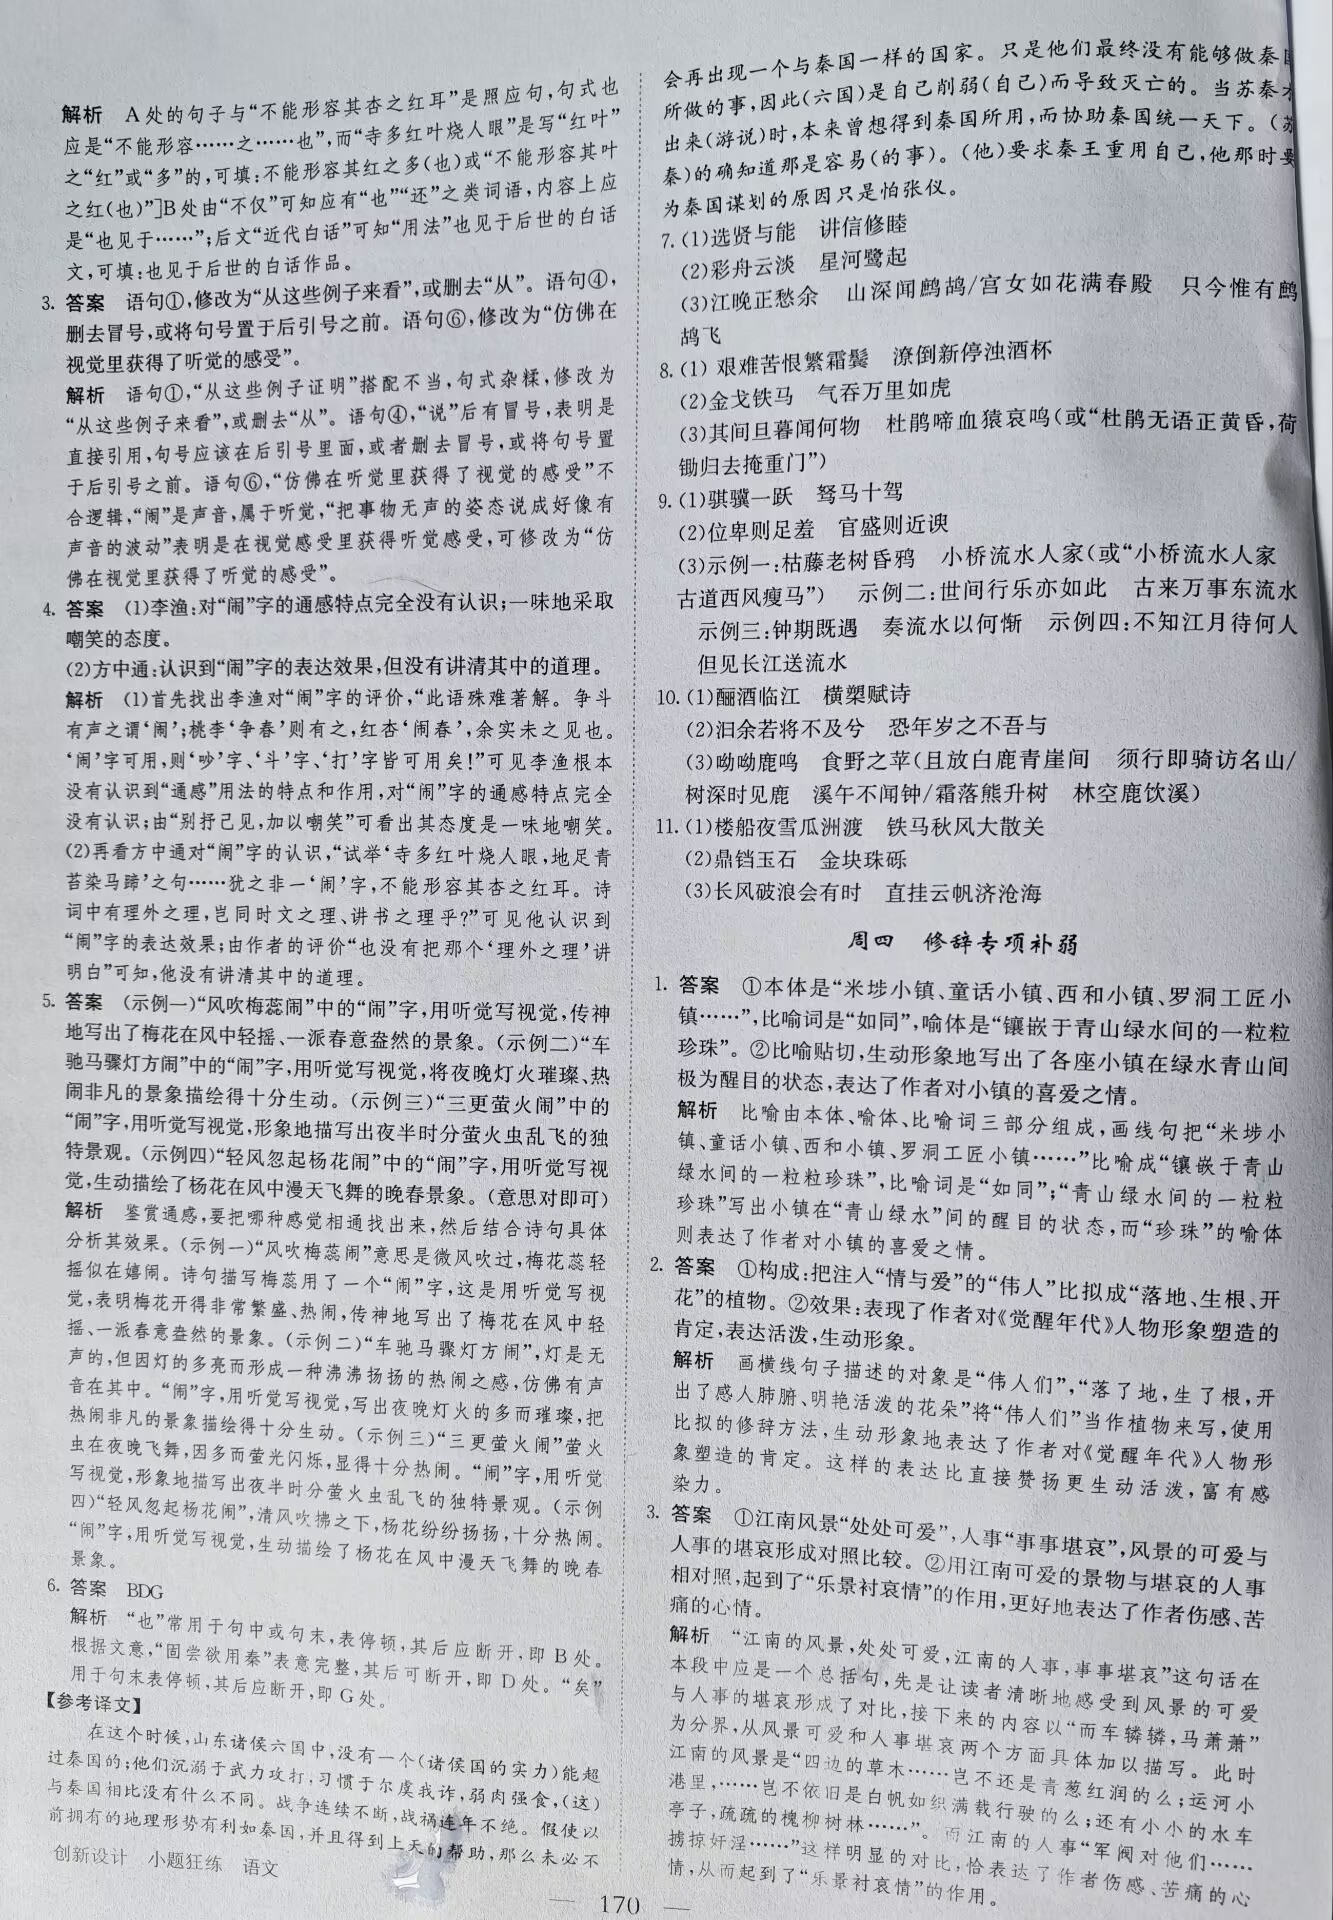 解析　A处的句子与“不能形容其杏之红耳”是照应句,句式也
应是“不能形容……之……也”,而“寺多红叶烧人眼”是写“红叶”
之“红”或“多”的,可填:不能形容其红之多(也)或“不能形容其叶
之红(也)”]B处由“不仅”可知应有“也”“还”之类词语,内容上应
是“也见于……”;后文“近代白话”可知“用法”也见于后世的白话
文,可填:也见于后世的白话作品。
3. 答案　语句①,修改为“从这些例子来看”,或删去“从”。语句④,
删去冒号,或将句号置于后引号之前。语句⑥,修改为“仿佛在
视觉里获得了听觉的感受”。
解析　语句①,“从这些例子证明”搭配不当,句式杂糅,修改为
“从这些例子来看”,或删去“从”。语句④,“说”后有冒号,表明是
直接引用,句号应该在后引号里面,或者删去冒号,或将句号置
于后引号之前。语句⑥,“仿佛在听觉里获得了视觉的感受”不
合逻辑,“闹”是声音,属于听觉,“把事物无声的姿态说成好像有
声音的波动”表明是在视觉感受里获得听觉感受,可修改为“仿
佛在视觉里获得了听觉的感受”。
4. 答案　(1)李渔:对“闹”字的通感特点完全没有认识;一味地采取
嘲笑的态度。
(2)方中通:认识到“闹”字的表达效果,但没有讲清其中的道理。
解析　(1)首先找出李渔对“闹”字的评价,“此语殊难著解。争斗
有声之谓‘闹’;桃李‘争春’则有之,红杏‘闹春’,余实未之见也。
‘闹’字可用,则‘吵’字、‘斗’字、‘打’字皆可用矣!”可见李渔根本
没有认识到“通感”用法的特点和作用,对“闹”字的通感特点完全
没有认识;由“别抒己见,加以嘲笑”可看出其态度是一味地嘲笑。
(2)再看方中通对“闹”字的认识,“试举‘寺多红叶烧人眼,地足青
苔染马蹄’之句……犹之非一‘闹’字,不能形容其杏之红耳。诗
词中有理外之理,岂同时文之理、讲书之理乎?”可见他认识到
“闹”字的表达效果;由作者的评价“也没有把那个‘理外之理’讲
明白”可知,他没有讲清其中的道理。
5. 答案　(示例一)“风吹梅蕊闹”中的“闹”字,用听觉写视觉,传神
地写出了梅花在风中轻摇、一派春意盎然的景象。(示例二)“车
驰马骤灯方闹”中的“闹”字,用听觉写视觉,将夜晚灯火璀璨、热
闹非凡的景象描绘得十分生动。(示例三)“三更萤火闹”中的
“闹”字,用听觉写视觉,形象地描写出夜半时分萤火虫乱飞的独
特景观。(示例四)“轻风忽起杨花闹”中的“闹”字,用听觉写视
觉,生动描绘了杨花在风中漫天飞舞的晚春景象。(意思对即可)
解析　鉴赏通感,要把哪种感觉相通找出来,然后结合诗句具体
分析其效果。(示例一)“风吹梅蕊闹”意思是微风吹过,梅花蕊轻
摇似在嬉闹。诗句描写梅蕊用了一个“闹”字,这是用听觉写视
觉,表明梅花开得非常繁盛、热闹,传神地写出了梅花在风中轻
摇、一派春意盎然的景象。(示例二)“车驰马骤灯方闹”,灯是无
声的,但因灯的多亮而形成一种沸沸扬扬的热闹之感,仿佛有声
音在其中。“闹”字,用听觉写视觉,写出夜晚灯火的多而璀璨,把
热闹非凡的景象描绘得十分生动。(示例三)“三更萤火闹”萤火
虫在夜晚飞舞,因多而萤光闪烁,显得十分热闹。“闹”字,用听觉
写视觉,形象地描写出夜半时分萤火虫乱飞的独特景观。(示例
四)“轻风忽起杨花闹”,清风吹拂之下,杨花纷纷扬扬,十分热闹。
“闹”字,用听觉写视觉,生动描绘了杨花在风中漫天飞舞的晚春
景象。
6. 答案　BDG
解析　“也”常用于句中或句末,表停顿,其后应断开,即B处。
根据文意,“固尝欲用秦”表意完整,其后可断开,即D处。“矣”
用于句末表停顿,其后应断开,即G处。
【参考译文】
在这个时候,山东诸侯六国中,没有一个(诸侯国的实力)能超
过秦国的;他们沉溺于武力攻打,习惯于尔虞我诈,弱肉强食,(这)
与秦国相比没有什么不同。战争连续不断,战祸连年不绝。假使以
前拥有的地理形势有利如秦国,并且得到上天的帮助,那么未必不
创新设计　小题狂练　语文
会再出现一个与秦国一样的国家。只是他们最终没有能够做秦国
所做的事,因此(六国)是自己削弱(自己)而导致灭亡的。当苏秦才
出来(游说)时,本来曾想得到秦国所用,而协助秦国统一天下。(苏
秦)的确知道那是容易(的事)。(他)要求秦王重用自己,他那时要
为秦国谋划的原因只是怕张仪。
7. (1)选贤与能　讲信修睦
(2)彩舟云淡　星河鹭起
(3)江晚正愁余　山深闻鹧鸪/宫女如花满春殿　只今惟有鹧
鸪飞
8. (1) 艰难苦恨繁霜鬓　潦倒新停浊酒杯
(2)金戈铁马　气吞万里如虎
(3)其间旦暮闻何物　杜鹃啼血猿哀鸣(或“杜鹃无语正黄昏,荷
锄归去掩重门”)
9. (1)骐骥一跃　驽马十驾
(2)位卑则足羞　官盛则近谀
(3)示例一:枯藤老树昏鸦　小桥流水人家(或“小桥流水人家
古道西风瘦马”)　示例二:世间行乐亦如此　古来万事东流水
示例三:钟期既遇　奏流水以何惭　示例四:不知江月待何人
但见长江送流水
10. (1)酾酒临江　横槊赋诗
(2)汩余若将不及兮　恐年岁之不吾与
(3)呦呦鹿鸣　食野之苹(且放白鹿青崖间　须行即骑访名山/
树深时见鹿　溪午不闻钟/霜落熊升树　林空鹿饮溪)
11. (1)楼船夜雪瓜洲渡　铁马秋风大散关
(2)鼎铛玉石　金块珠砾
(3)长风破浪会有时　直挂云帆济沧海
周四　修辞专项补弱
1. 答案　①本体是“米埗小镇、童话小镇、西和小镇、罗洞工匠小
镇……”,比喻词是“如同”,喻体是“镶嵌于青山绿水间的一粒粒
珍珠”。②比喻贴切,生动形象地写出了各座小镇在绿水青山间
极为醒目的状态,表达了作者对小镇的喜爱之情。
解析　比喻由本体、喻体、比喻词三部分组成,画线句把“米埗小
镇、童话小镇、西和小镇、罗洞工匠小镇……”比喻成“镶嵌于青山
绿水间的一粒粒珍珠”,比喻词是“如同”;“青山绿水间的一粒粒
珍珠”写出小镇在“青山绿水”间的醒目的状态,而“珍珠”的喻体
则表达了作者对小镇的喜爱之情。
2. 答案　①构成:把注入“情与爱”的“伟人”比拟成“落地、生根、开
花”的植物。②效果:表现了作者对《觉醒年代》人物形象塑造的
肯定,表达活泼,生动形象。
解析　画横线句子描述的对象是“伟人们”,“落了地,生了根,开
出了感人肺腑、明艳活泼的花朵”将“伟人们”当作植物来写,使用
比拟的修辞方法,生动形象地表达了作者对《觉醒年代》人物形
象塑造的肯定。这样的表达比直接赞扬更生动活泼,富有感
染力。
3. 答案　①江南风景“处处可爱”,人事“事事堪哀”,风景的可爱与
人事的堪哀形成对照比较。②用江南可爱的景物与堪哀的人事
相对照,起到了“乐景衬哀情”的作用,更好地表达了作者伤感、苦
痛的心情。
解析　“江南的风景,处处可爱,江南的人事,事事堪哀”这句话在
本段中应是一个总括句,先是让读者清晰地感受到风景的可爱
与人事的堪哀形成了对比,接下来的内容以“而车辚辚,马萧萧”
为分界,从风景可爱和人事堪哀两个方面具体加以描写。此时
江南的风景是“四边的草木……岂不还是青葱红润的么;运河小
港里,……岂不依旧是白帆如织满载行驶的么;还有小小的水车
亭子,疏疏的槐柳树林……”。而江南的人事“军阀对他们……
掳掠奸淫……”这样明显的对比,恰表达了作者伤感、苦痛的心
情,从而起到了“乐景衬哀情”的作用。
— 170 —